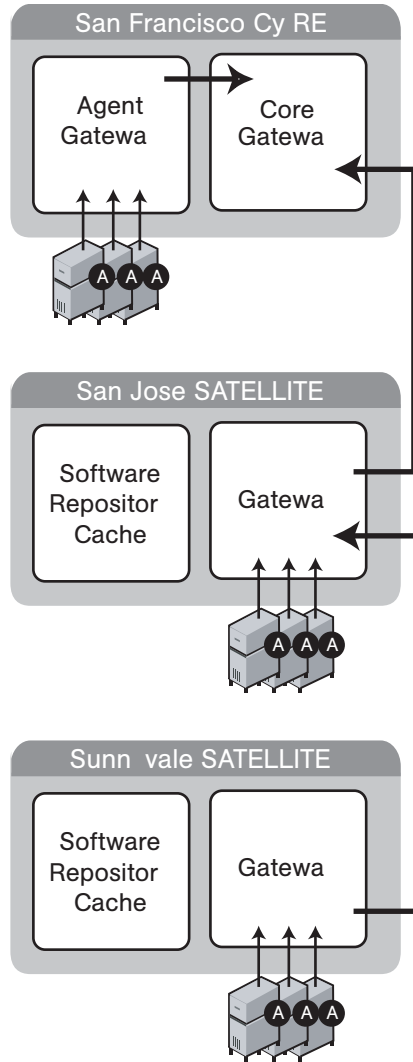 San Francisco Cy RE
Agent
Gatewa
Core
Gatewa
A A A
San Jose SATELLITE
Software
Repositor
Cache
Gatewa
A A A
Sunn vale SATELLITE
Software
Repositor
Cache
Gatewa
A A A